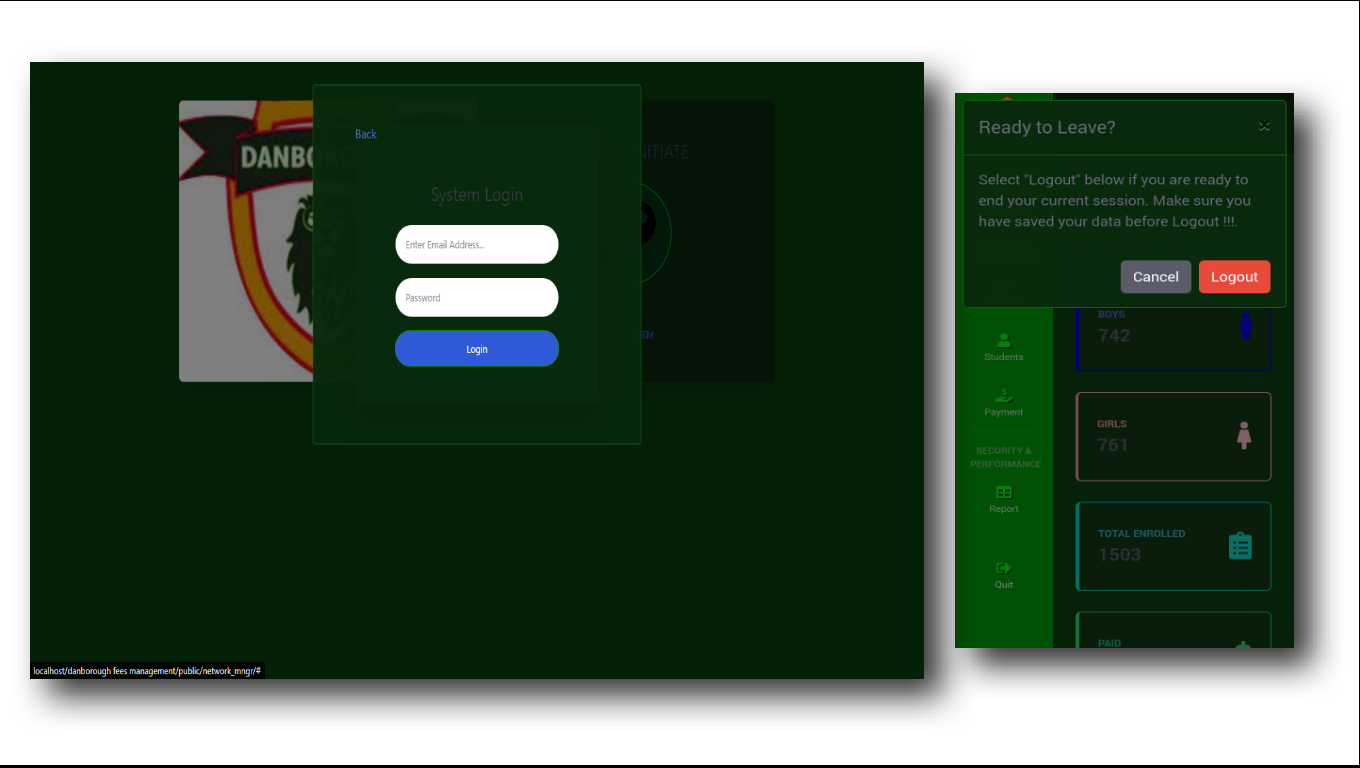 DANBORO
Back
System Login
Enter Email Address...
Password
Login
NITIATE
EM
localhost/danborough fees management/public/network_mngr/#
Ready to Leave?
×
Select "Logout" below if you are ready to
end your current session. Make sure you
have saved your data before Logout !!!.
Cancel
Logout
Students
Payment
SECURITY &
PERFORMANCE
Report
Quit
BOYS
742
GIRLS
761
TOTAL ENROLLED
1503
PAID